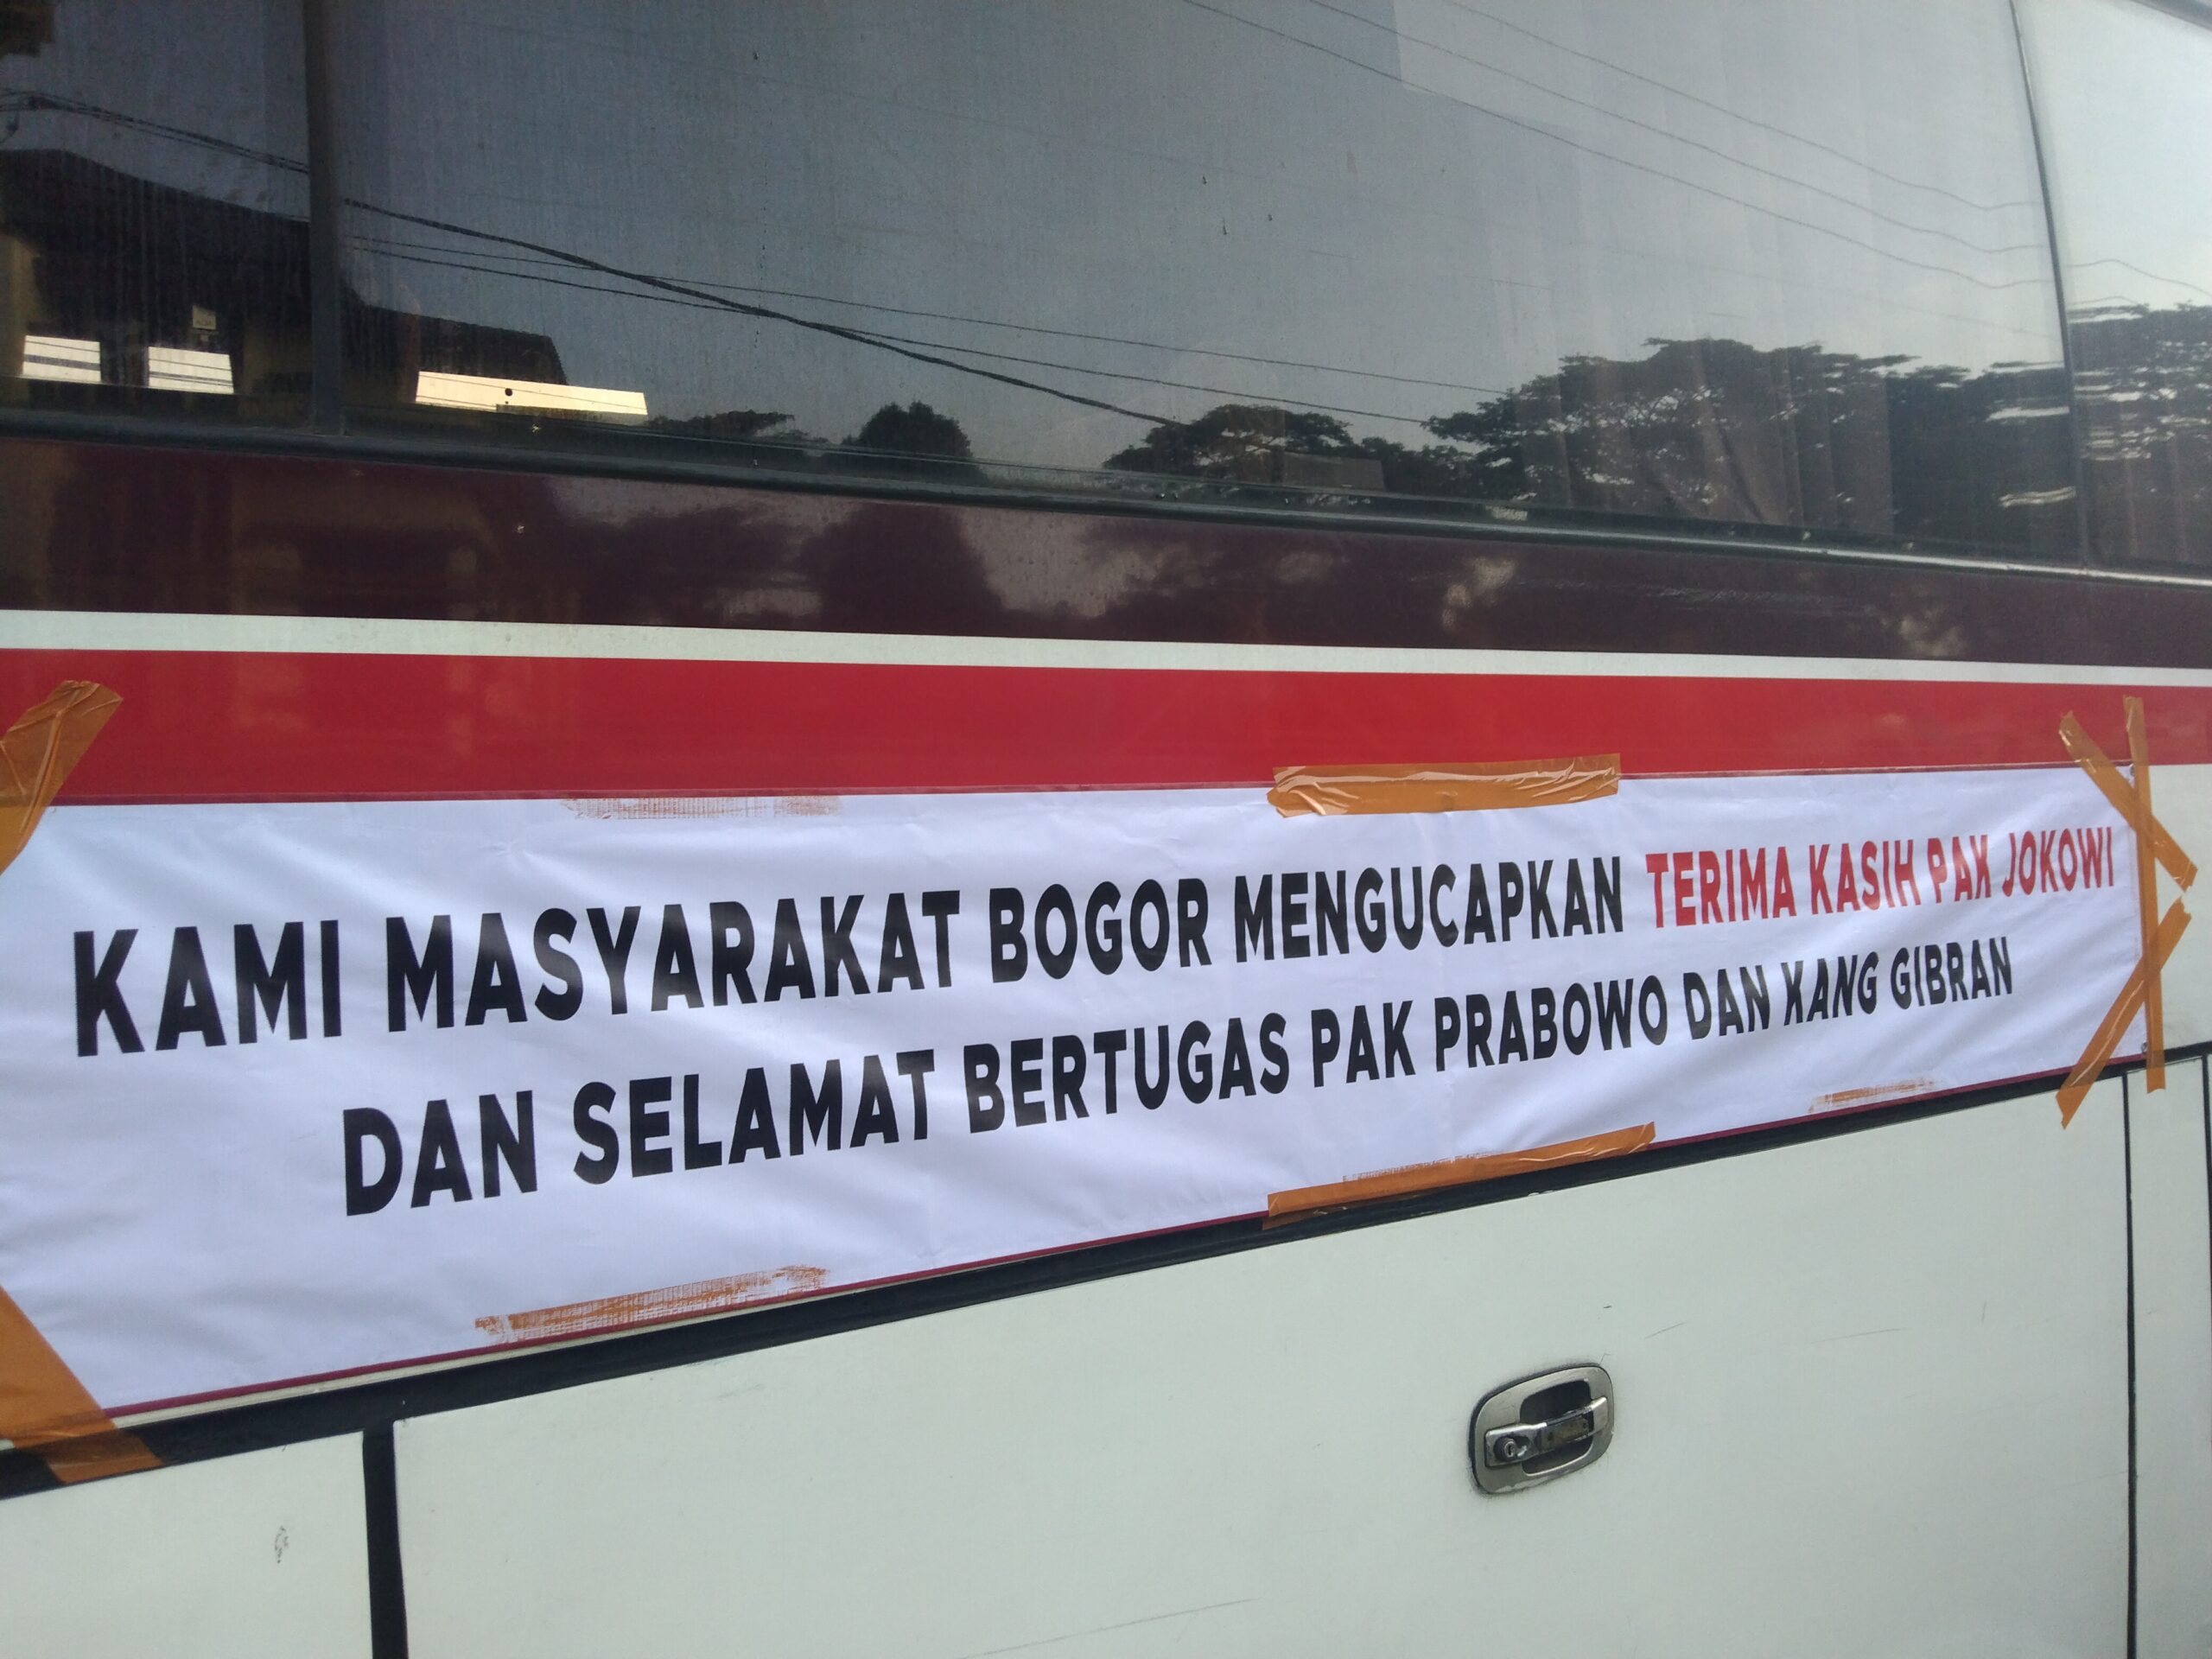 KAMI MASYARAKAT BOGOR MENGUCAPKAN TERIMA KASIH PAK JOKOWI
DAN SELAMAT BERTUGAS PAK PRABOWO DAN KANG GIBRAN